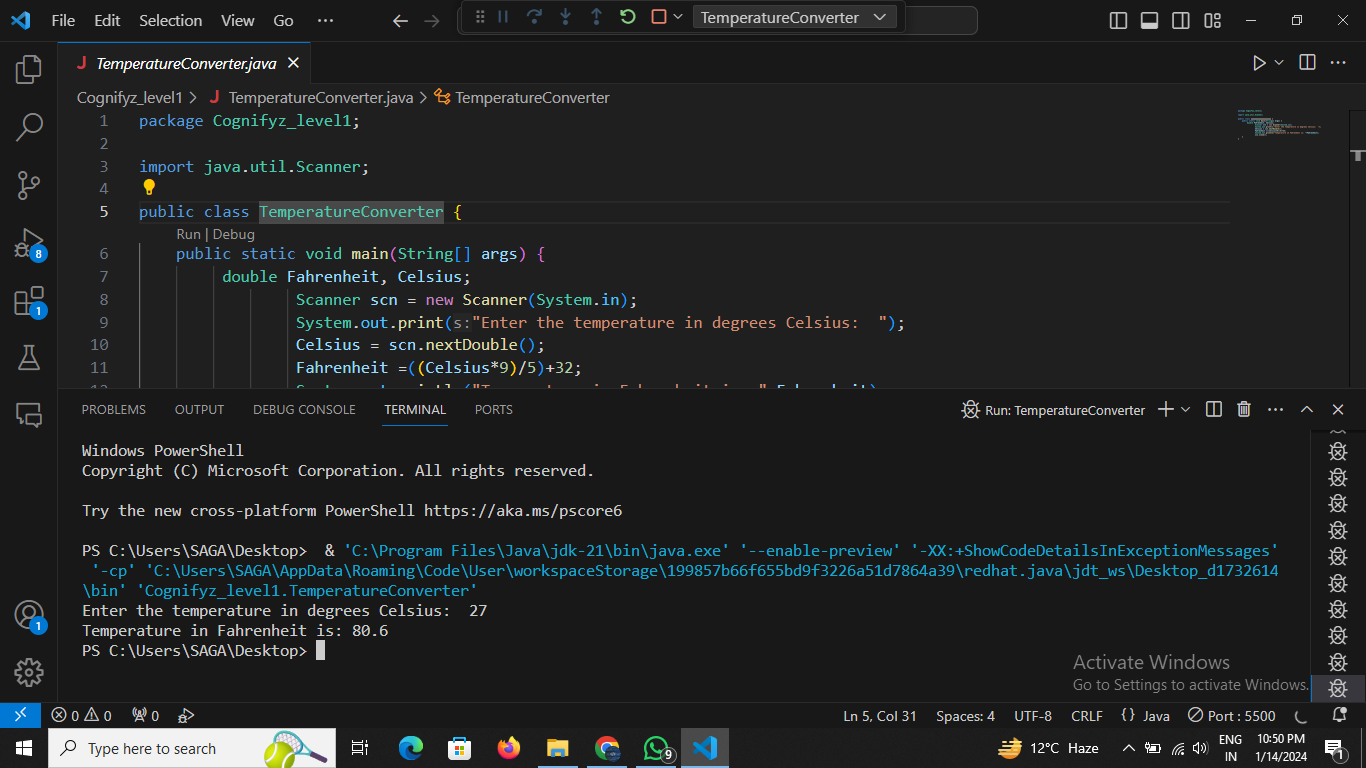 File Edit Selection View Go ··· TemperatureConverter
J TemperatureConverter.java
Cognifyz_level1 > J TemperatureConverter.java > TemperatureConverter
1 package Cognifyz_level1;
2
3 import java.util.Scanner;
4
5 public class TemperatureConverter {
Run | Debug
6 public static void main(String[] args) {
7 double Fahrenheit, Celsius;
8 Scanner scn = new Scanner(System.in);
9 System.out.print(s:"Enter the temperature in degrees Celsius:  ");
10 Celsius = scn.nextDouble();
11 Fahrenheit =((Celsius*9)/5)+32;
8
1
PROBLEMS OUTPUT DEBUG CONSOLE TERMINAL PORTS Run: TemperatureConverter
Windows PowerShell
Copyright (C) Microsoft Corporation. All rights reserved.
Try the new cross-platform PowerShell https://aka.ms/pscore6
PS C:\Users\SAGA\Desktop>  & 'C:\Program Files\Java\jdk-21\bin\java.exe' '--enable-preview' '-XX:+ShowCodeDetailsInExceptionMessages'
'-cp' 'C:\Users\SAGA\AppData\Roaming\Code\User\workspaceStorage\199857b66f655bd9f3226a51d7864a39\redhat.java\jdt_ws\Desktop_d1732614
\bin' 'Cognifyz_level1.TemperatureConverter'
Enter the temperature in degrees Celsius:  27
Temperature in Fahrenheit is: 80.6
PS C:\Users\SAGA\Desktop>
1
Activate Windows
Go to Settings to activate Windows.
0 0 0 Ln 5, Col 31 Spaces: 4 UTF-8 CRLF {} Java Port : 5500
Type here to search 9 12°C Haze ENG IN 10:50 PM 1/14/2024 1